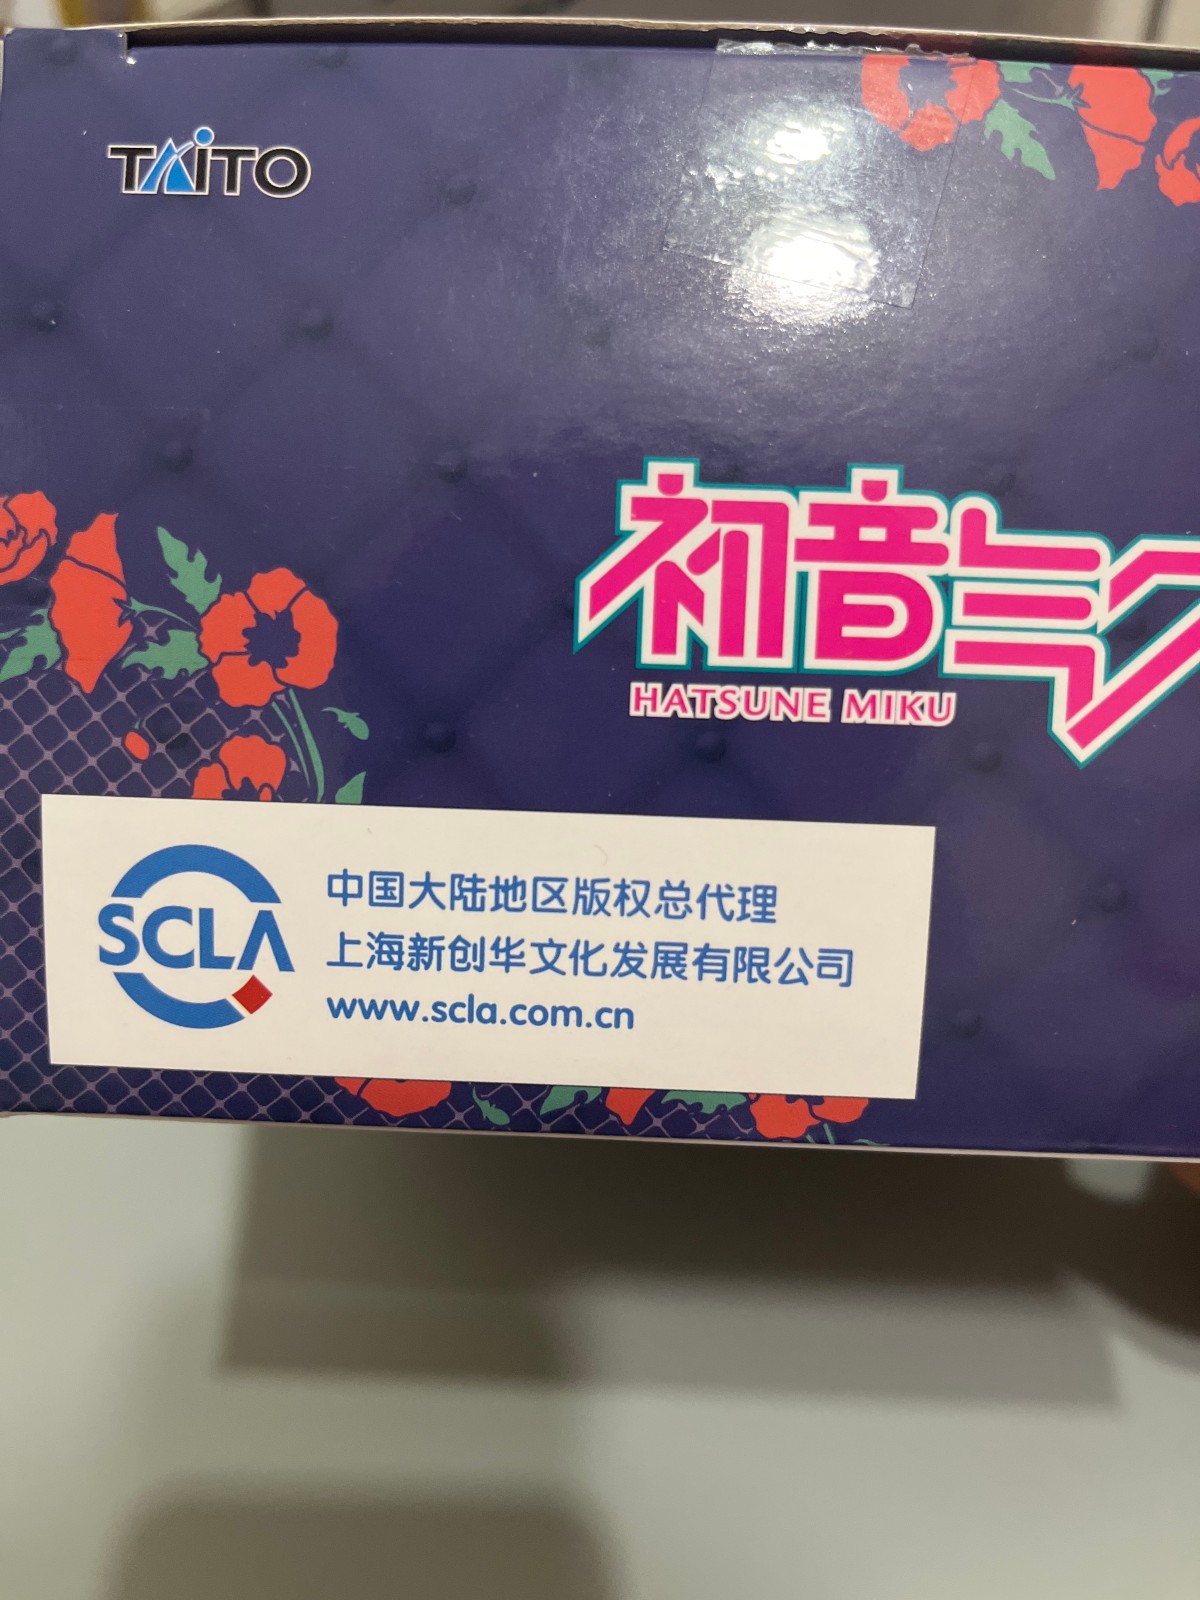 TAITO
初音ミク
HATSUNE MIKU
SCLA
中国大陆地区版权总代理
上海新创华文化发展有限公司
www.scla.com.cn